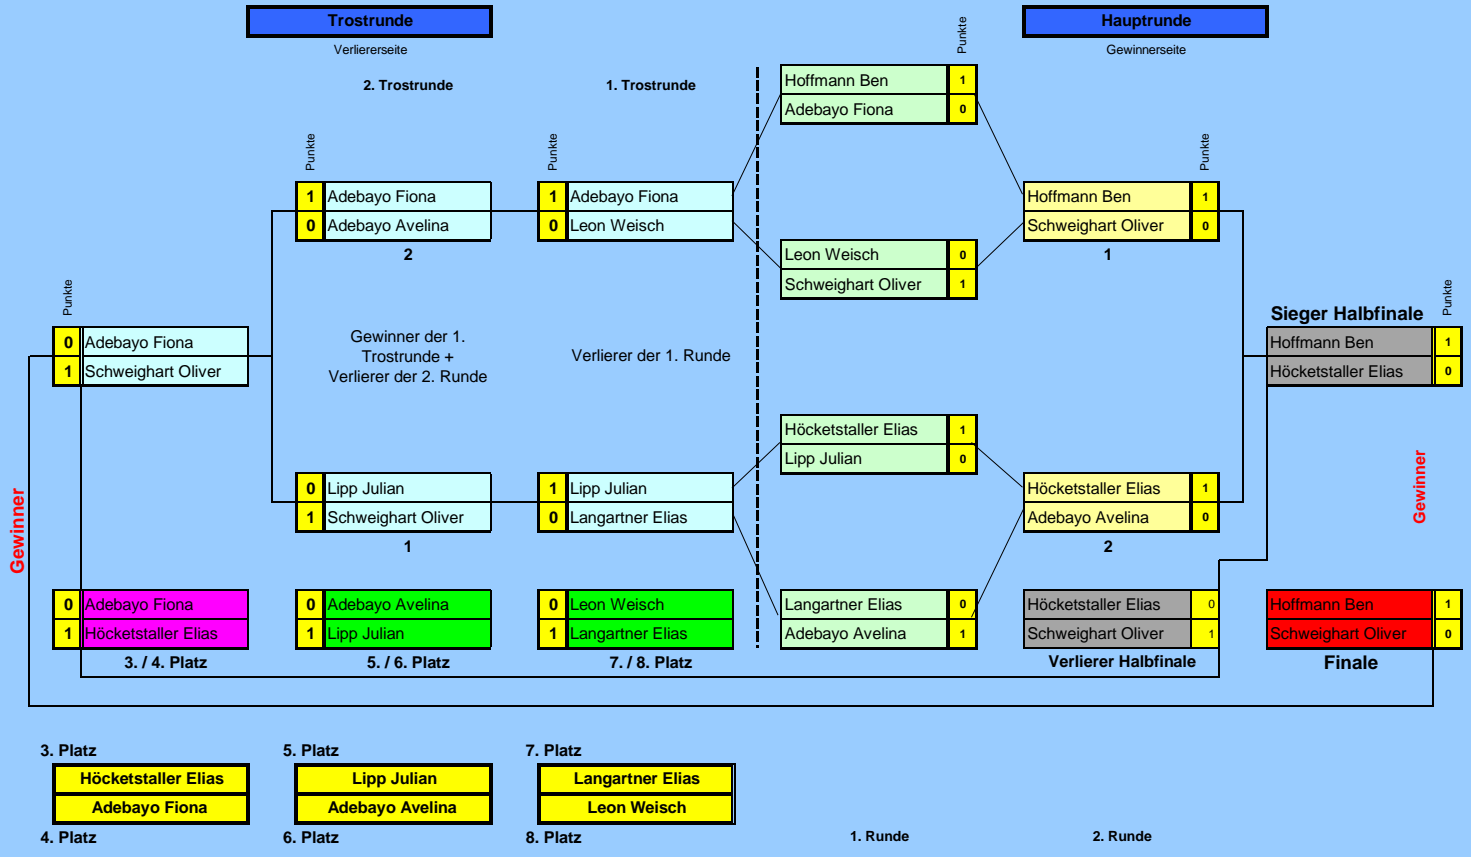 Trostrunde
Hauptrunde
Verliererseite
Punkte
Gewinnerseite
2. Trostrunde
1. Trostrunde
Hoffmann Ben 1
Adebayo Fiona 0
Punkte
Punkte
Punkte
1 Adebayo Fiona
0 Adebayo Avelina
2
1 Adebayo Fiona
0 Leon Weisch
Hoffmann Ben 1
Schweighart Oliver 0
1
Leon Weisch 0
Schweighart Oliver 1
Punkte
Punkte
Sieger Halbfinale
0 Adebayo Fiona
1 Schweighart Oliver
Gewinner der 1.
Trostrunde +
Verlierer der 2. Runde
Verlierer der 1. Runde
Hoffmann Ben 1
Höcketstaller Elias 0
Höcketstaller Elias 1
Lipp Julian 0
Gewinner
Gewinner
0 Lipp Julian
1 Schweighart Oliver
1
1 Lipp Julian
0 Langartner Elias
Höcketstaller Elias 1
Adebayo Avelina 0
2
0 Adebayo Fiona
1 Höcketstaller Elias
3. / 4. Platz
0 Adebayo Avelina
1 Lipp Julian
5. / 6. Platz
0 Leon Weisch
1 Langartner Elias
7. / 8. Platz
Langartner Elias 0
Adebayo Avelina 1
Höcketstaller Elias 0
Schweighart Oliver 1
Verlierer Halbfinale
Hoffmann Ben 1
Schweighart Oliver 0
Finale
3. Platz
Höcketstaller Elias
Adebayo Fiona
4. Platz
5. Platz
Lipp Julian
Adebayo Avelina
6. Platz
7. Platz
Langartner Elias
Leon Weisch
8. Platz
1. Runde
2. Runde